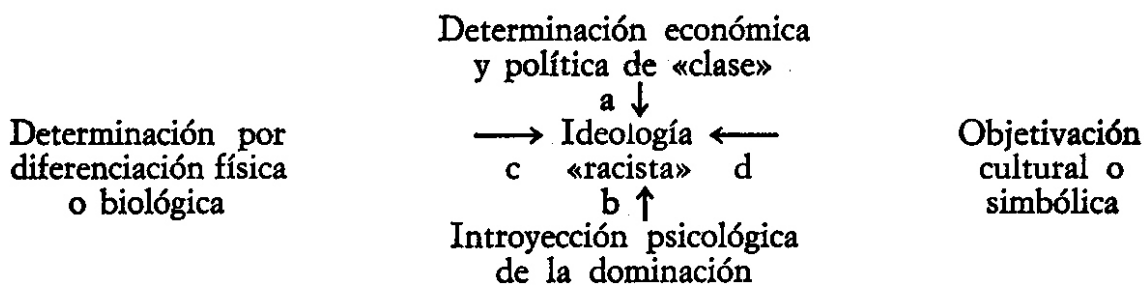 Determinación económica
y política de «clase»
a ↓
Determinación por
diferenciación física
o biológica
⟶ Ideología ⟵
c «racista» d
b ↑
Objetivación
cultural o
simbólica
Introyección psicológica
de la dominación